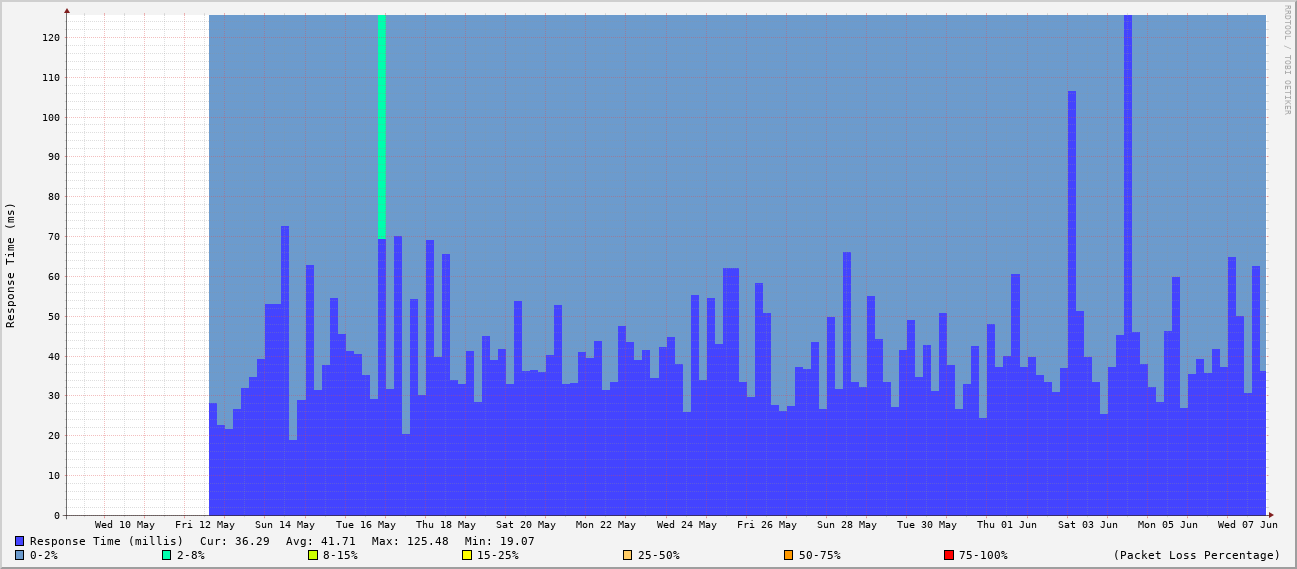 RRDTOOL / TOBI OETIKER
Response Time (ms)
120
110
100
90
80
70
60
50
40
30
20
10
0
Wed 10 May Fri 12 May Sun 14 May Tue 16 May Thu 18 May Sat 20 May Mon 22 May Wed 24 May Fri 26 May Sun 28 May Tue 30 May Thu 01 Jun Sat 03 Jun Mon 05 Jun Wed 07 Jun
Response Time (millis) Cur: 36.29 Avg: 41.71 Max: 125.48 Min: 19.07
0-2% 2-8% 8-15% 15-25% 25-50% 50-75% 75-100% (Packet Loss Percentage)